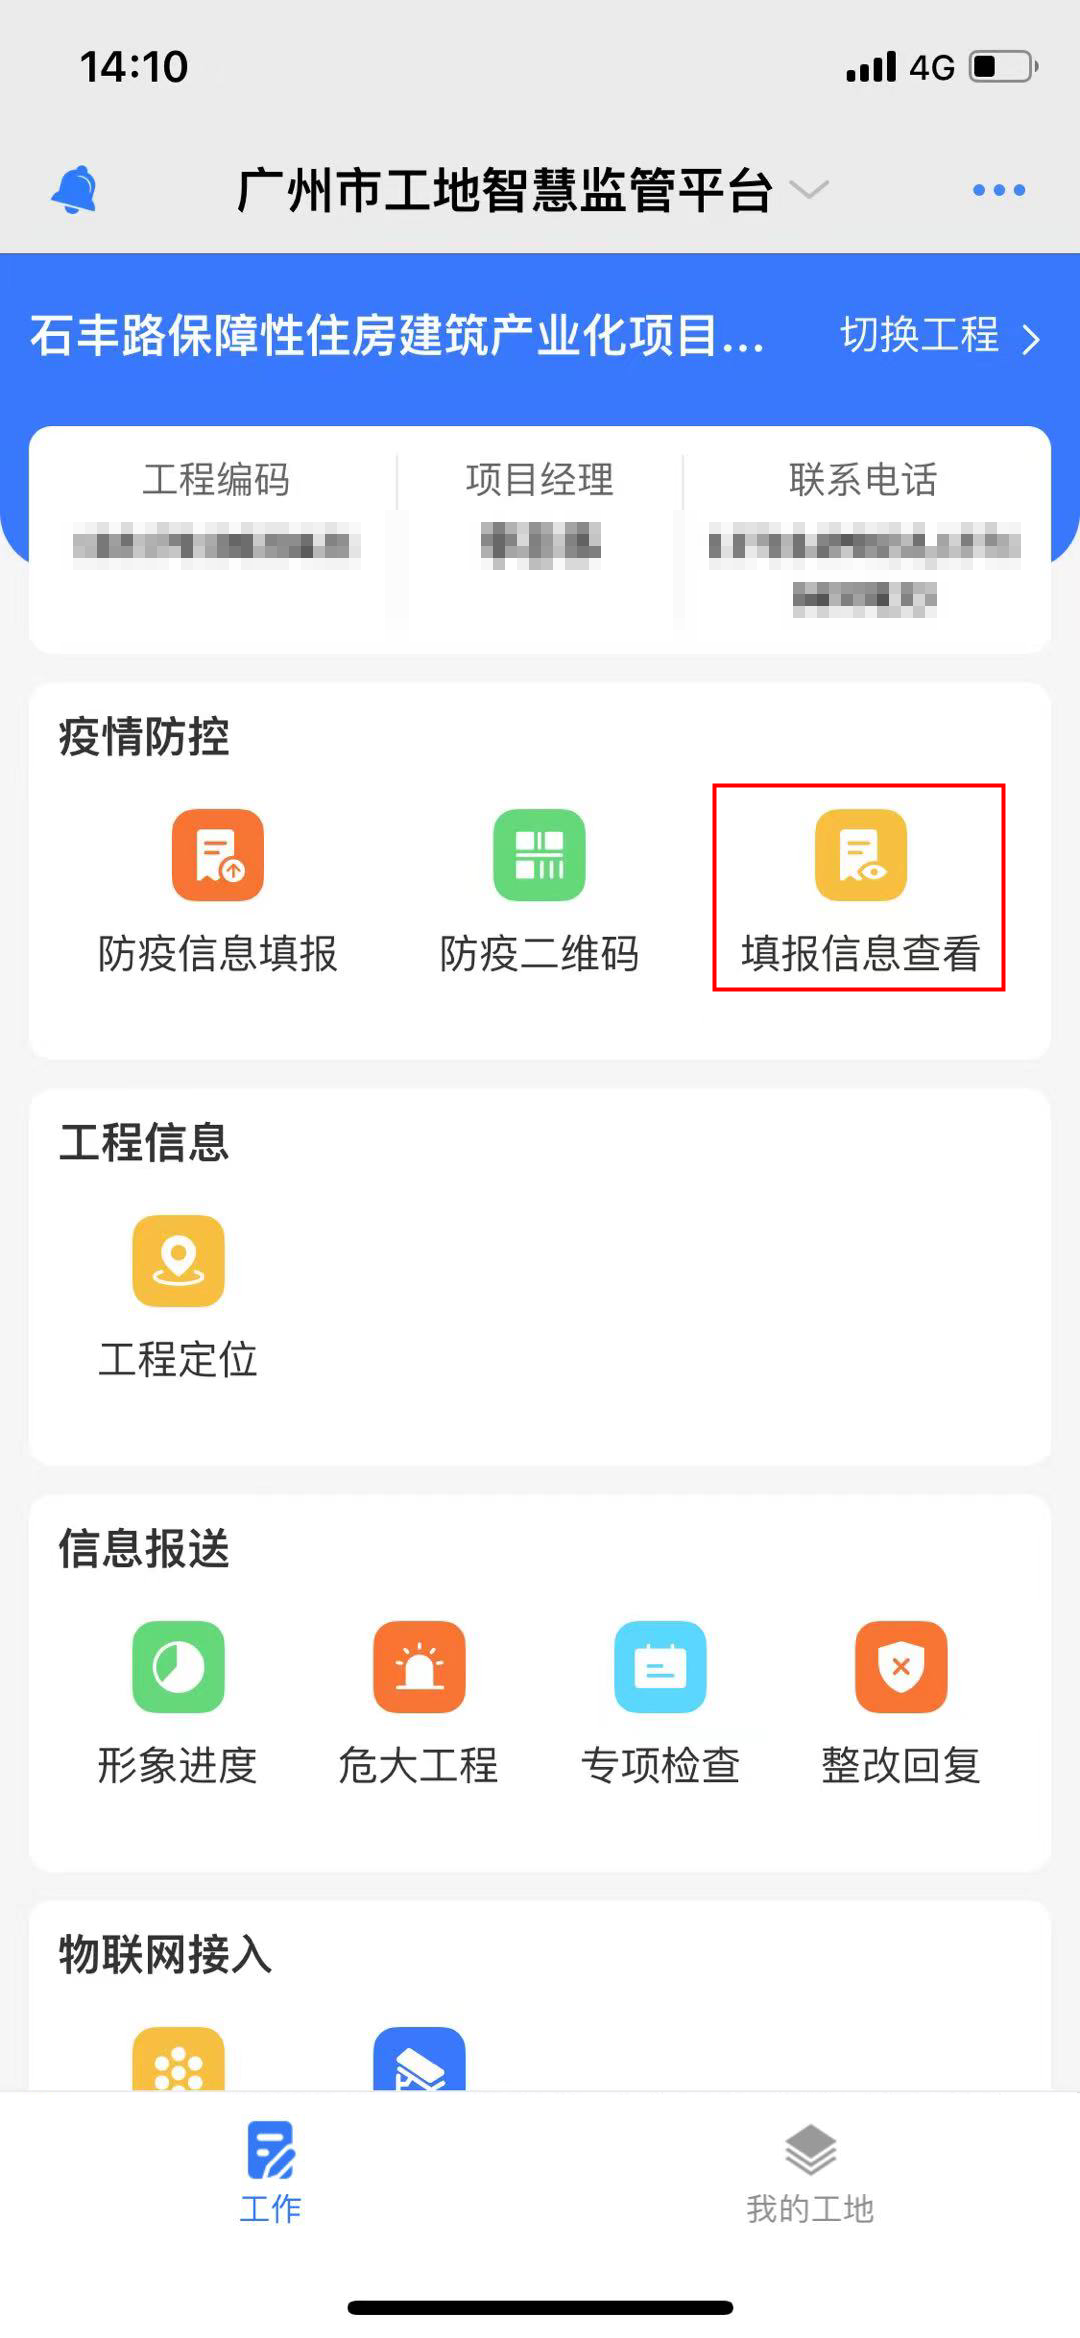 14:10 4G
广州市工地智慧监管平台
石丰路保障性住房建筑产业化项目... 切换工程
工程编码 项目经理 联系电话
疫情防控
防疫信息填报 防疫二维码 填报信息查看
工程信息
工程定位
信息报送
形象进度 危大工程 专项检查 整改回复
物联网接入
工作 我的工地